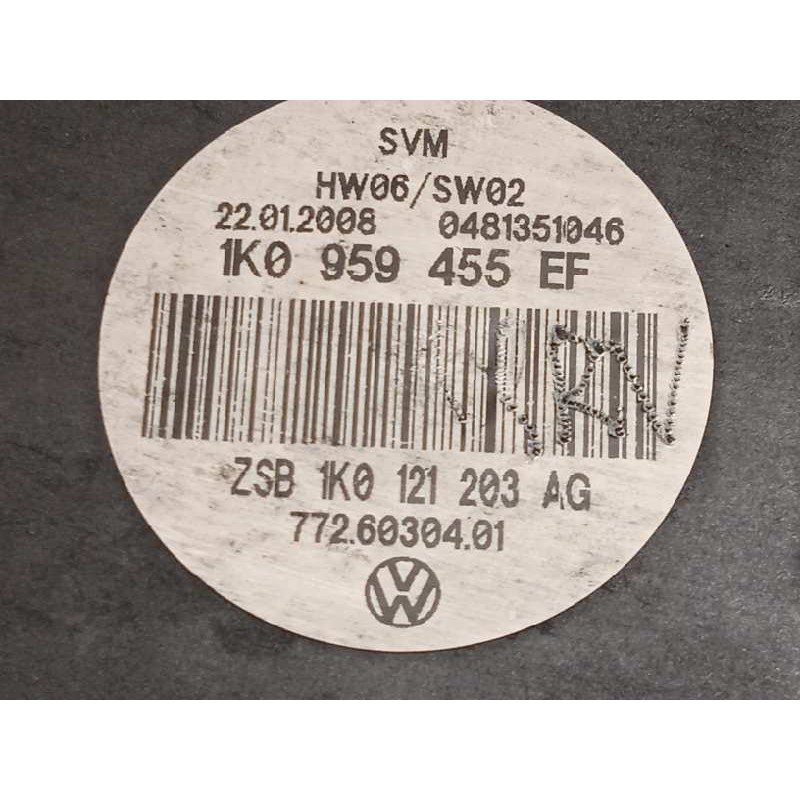 SVM
HW06/SW02
22.01.2008 0481351046
1K0 959 455 EF
ZSB 1K0 121 203 AG
772.60304.01